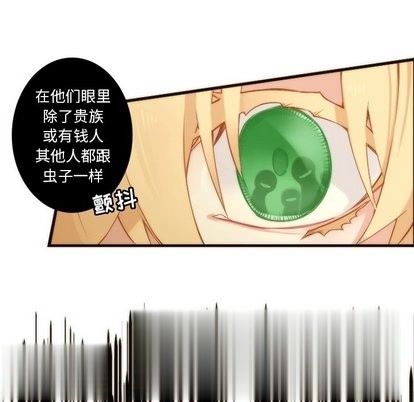 在他们眼里
除了贵族
或有钱人
其他人都跟
虫子一样
颤抖